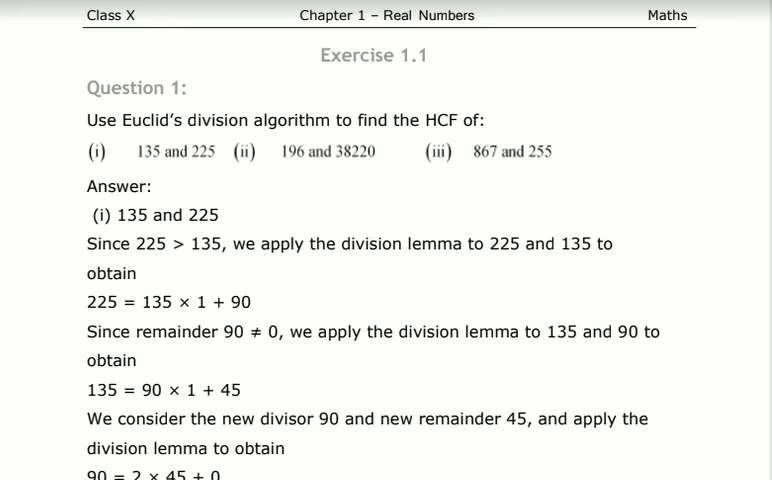 Class X Chapter 1 – Real Numbers Maths
Exercise 1.1
Question 1:
Use Euclid's division algorithm to find the HCF of:
(i) 135 and 225 (ii) 196 and 38220 (iii) 867 and 255
Answer:
(i) 135 and 225
Since 225 > 135, we apply the division lemma to 225 and 135 to
obtain
225 = 135 × 1 + 90
Since remainder 90 ≠ 0, we apply the division lemma to 135 and 90 to
obtain
135 = 90 × 1 + 45
We consider the new divisor 90 and new remainder 45, and apply the
division lemma to obtain
90 = 2 × 45 + 0